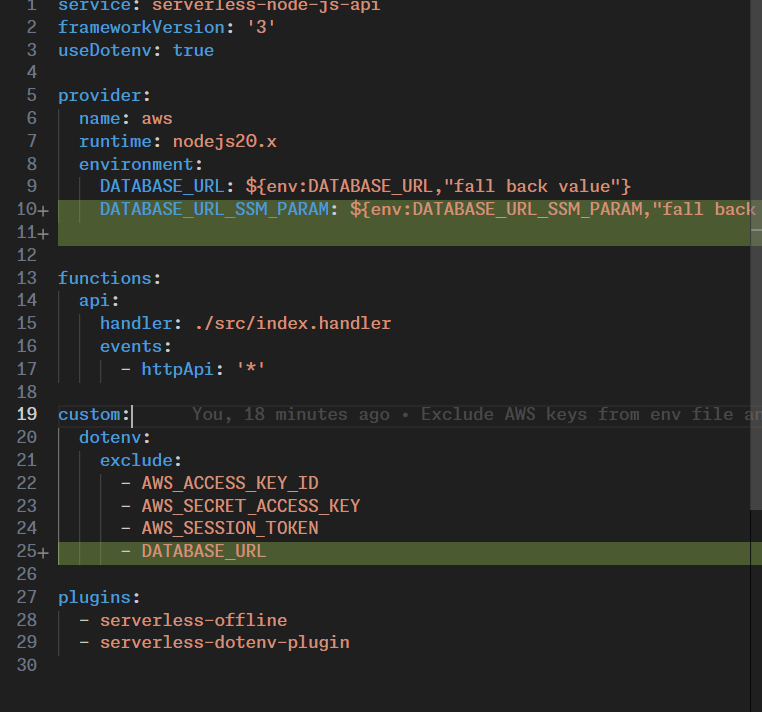 1 service: serverless-node-js-api
2 frameworkVersion: '3'
3 useDotenv: true
4
5 provider:
6 name: aws
7 runtime: nodejs20.x
8 environment:
9 DATABASE_URL: ${env:DATABASE_URL,"fall back value"}
10+ DATABASE_URL_SSM_PARAM: ${env:DATABASE_URL_SSM_PARAM,"fall back
11+
12
13 functions:
14 api:
15 handler: ./src/index.handler
16 events:
17 - httpApi: '*'
18
19 custom: You, 18 minutes ago • Exclude AWS keys from env file an
20 dotenv:
21 exclude:
22 - AWS_ACCESS_KEY_ID
23 - AWS_SECRET_ACCESS_KEY
24 - AWS_SESSION_TOKEN
25+ - DATABASE_URL
26
27 plugins:
28 - serverless-offline
29 - serverless-dotenv-plugin
30